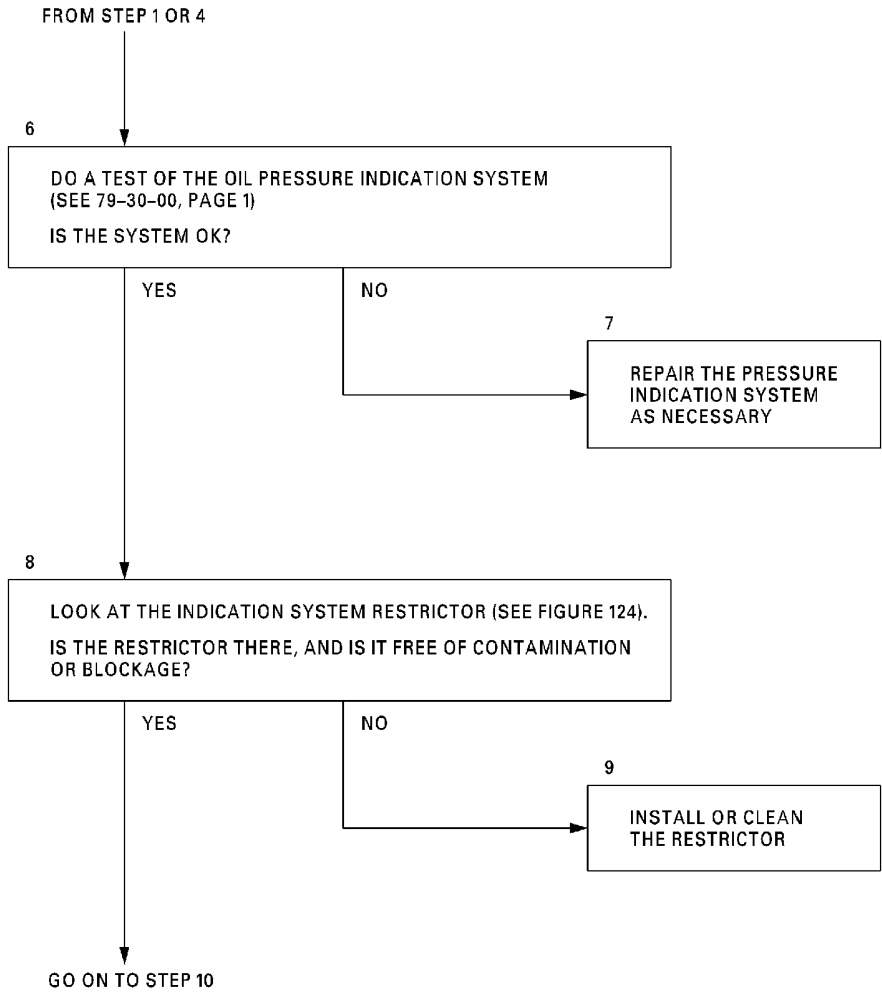 FROM STEP 1 OR 4
6
DO A TEST OF THE OIL PRESSURE INDICATION SYSTEM
(SEE 79–30–00, PAGE 1)
IS THE SYSTEM OK?
YES
NO
7
REPAIR THE PRESSURE
INDICATION SYSTEM
AS NECESSARY
8
LOOK AT THE INDICATION SYSTEM RESTRICTOR (SEE FIGURE 124).
IS THE RESTRICTOR THERE, AND IS IT FREE OF CONTAMINATION
OR BLOCKAGE?
YES
NO
9
INSTALL OR CLEAN
THE RESTRICTOR
GO ON TO STEP 10